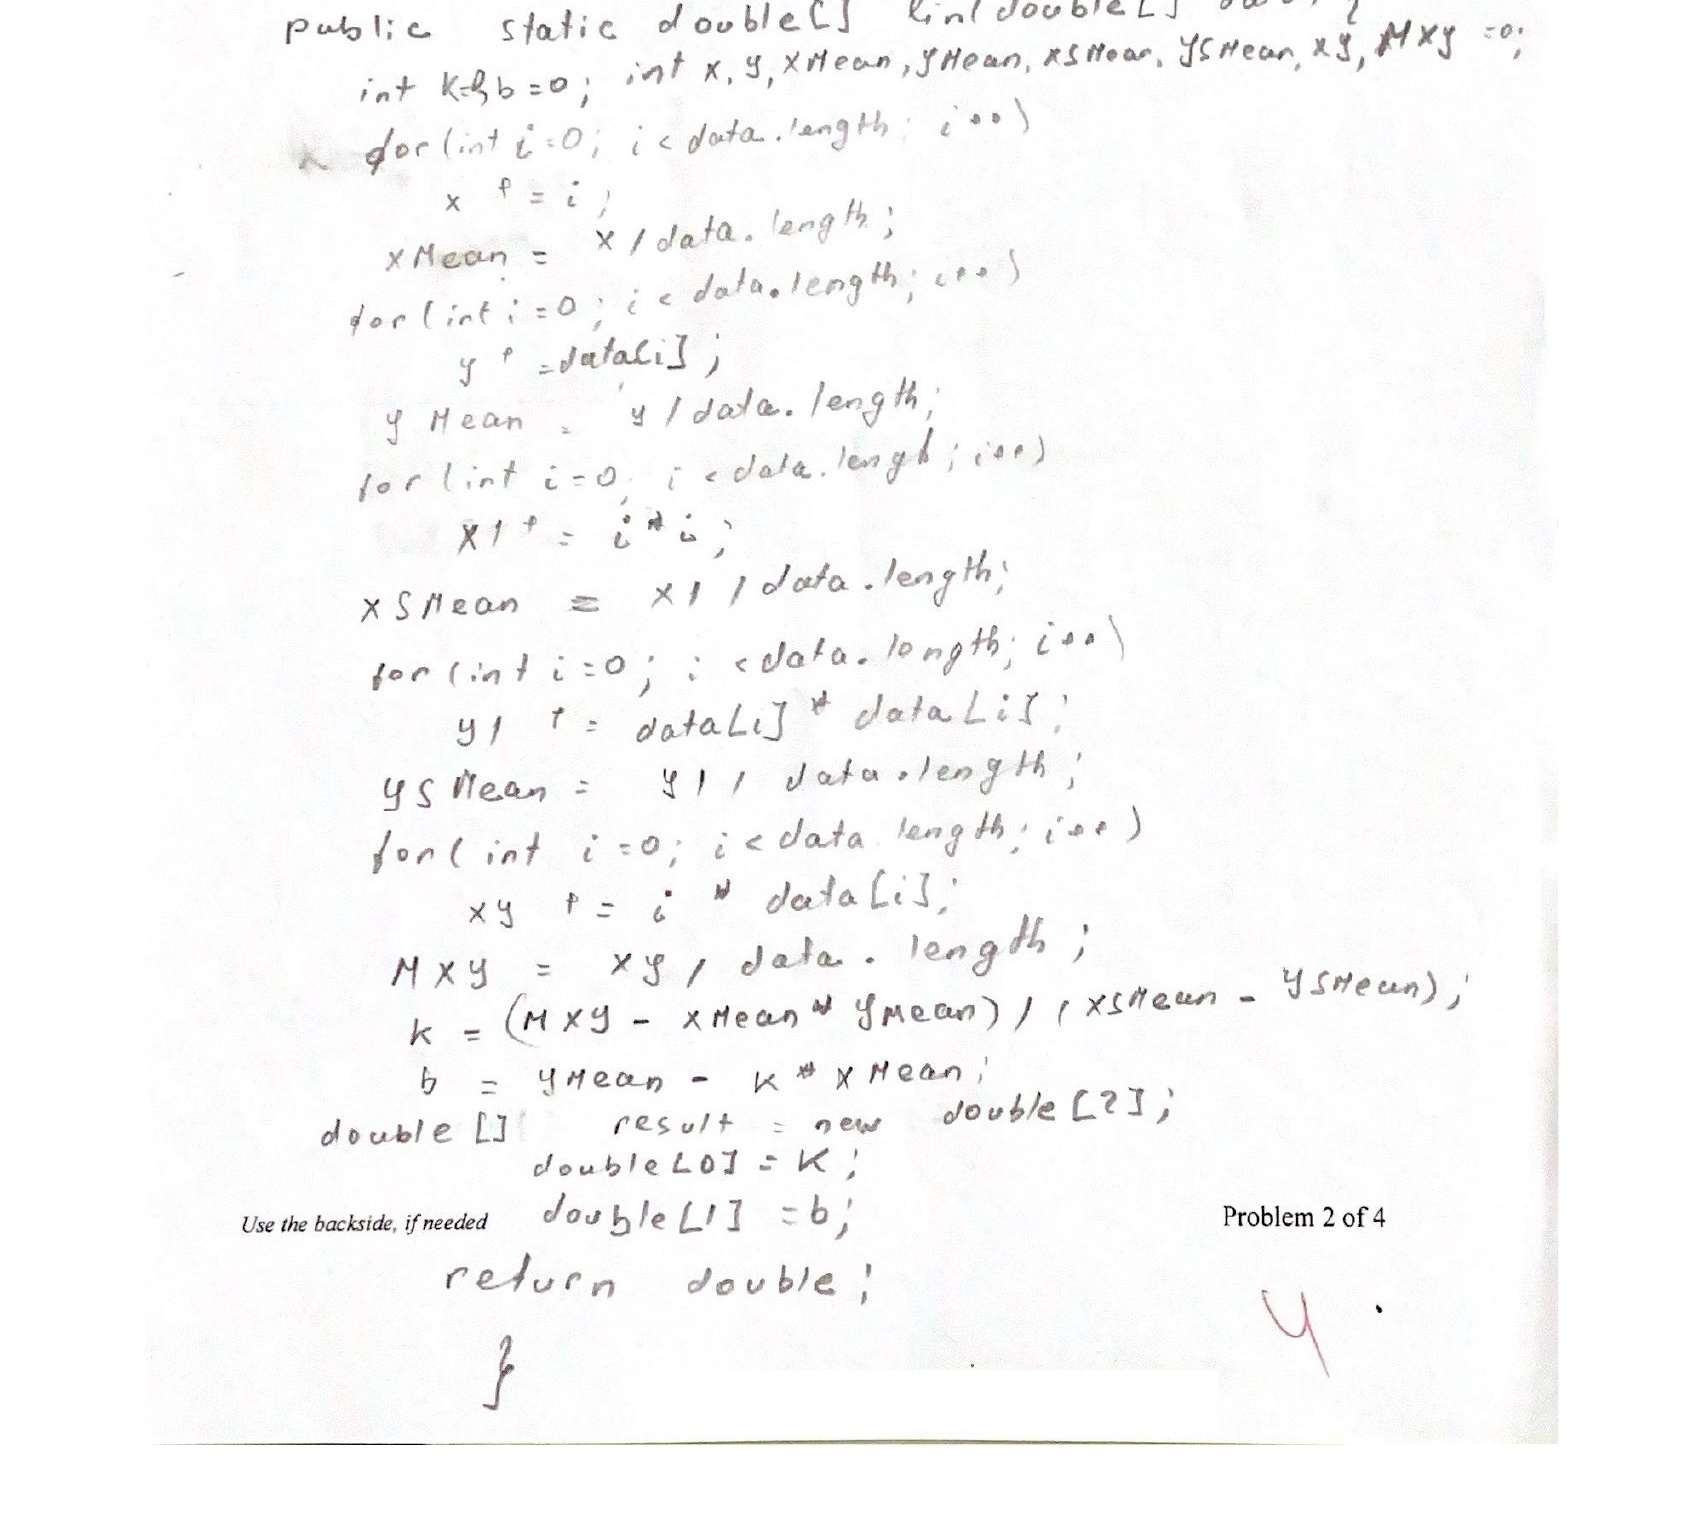 public static double[] lin(double[]
int k=0, b=0; int x, y, xMean, yMean, xSMean, ySMean, xy, Mxy =0;
for (int i=0; i<data.length; i++)
x += i;
xMean = x / data.length;
for (int i=0; i<data.length; i++)
y += data[i];
yMean = y / data.length;
for (int i=0; i<data.lengh; i++)
x1 += i*i;
xSMean = x1 / data.length;
for (int i=0; i<data.length; i++)
y1 += data[i] * data[i];
ySMean = y1 / data.length;
for (int i=0; i<data.length; i++)
xy += i * data[i];
Mxy = xy / data.length;
k = (Mxy - xMean * yMean) / (xSMean - ySMean);
b = yMean - k * xMean;
double[] result = new double[2];
double[0] = k;
double[1] = b;
Use the backside, if needed
Problem 2 of 4
return double;
4
}